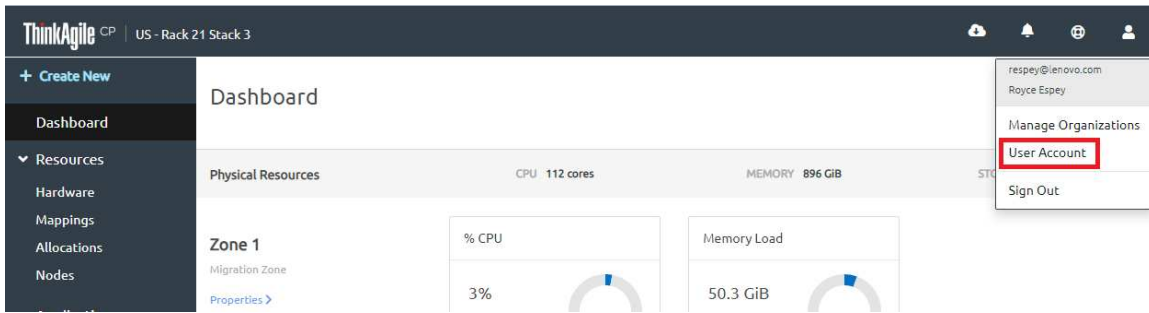 ThinkAgile CP | US - Rack 21 Stack 3
+ Create New
respey@lenovo.com
Royce Espey
Dashboard
Dashboard
Manage Organizations
User Account
Resources
Physical Resources CPU 112 cores MEMORY 896 GiB
Sign Out
Hardware
Mappings
Allocations
Nodes
Zone 1
Migration Zone
Properties >
% CPU
3%
Memory Load
50.3 GiB